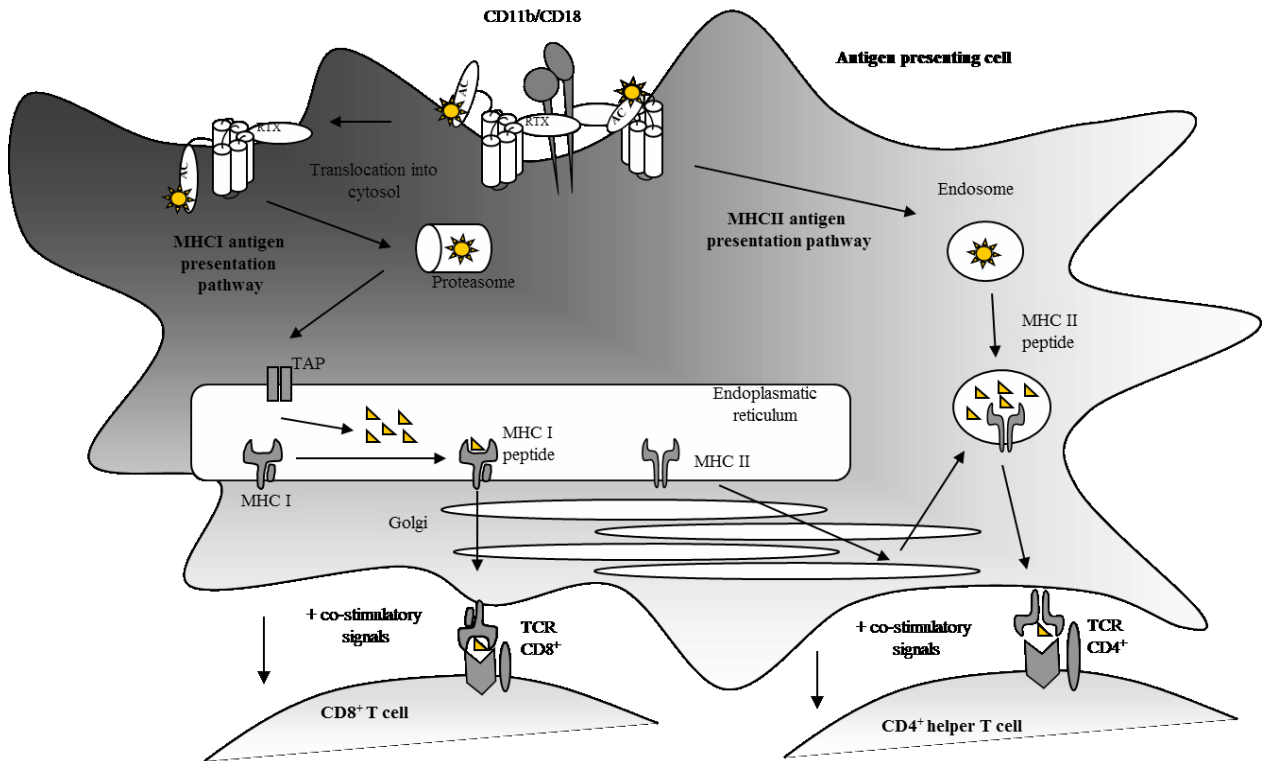 CD11b/CD18
Antigen presenting cell
AC
AC
RTX
RTX
AC
Translocation into
cytosol
Endosome
MHCI antigen
presentation
pathway
MHCII antigen
presentation pathway
Proteasome
MHC II
peptide
TAP
Endoplasmatic
reticulum
MHC I
peptide
MHC II
MHC I
Golgi
+ co-stimulatory
signals
TCR
CD8⁺
+ co-stimulatory
signals
TCR
CD4⁺
CD8⁺ T cell
CD4⁺ helper T cell